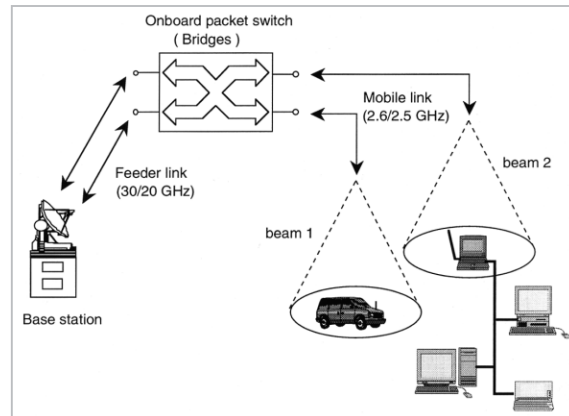 Onboard packet switch
( Bridges )
Mobile link
(2.6/2.5 GHz)
Feeder link
(30/20 GHz)
beam 2
beam 1
Base station